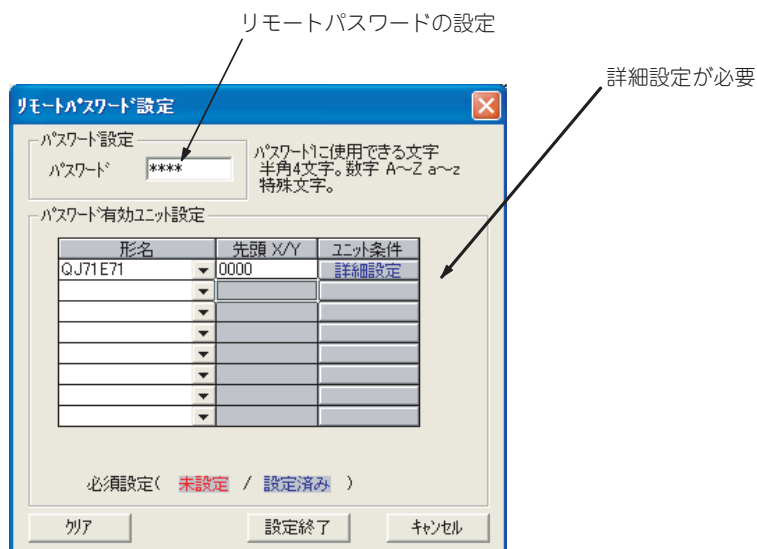 リモートパスワードの設定
詳細設定が必要
リモートパスワード設定
パスワード設定
パスワード ****
パスワードに使用できる文字
半角4文字。数字 A～Z a～z
特殊文字。
パスワード有効ユニット設定
形名 先頭 X/Y ユニット条件
QJ71E71 0000 詳細設定
必須設定( 未設定 / 設定済み )
クリア 設定終了 キャンセル